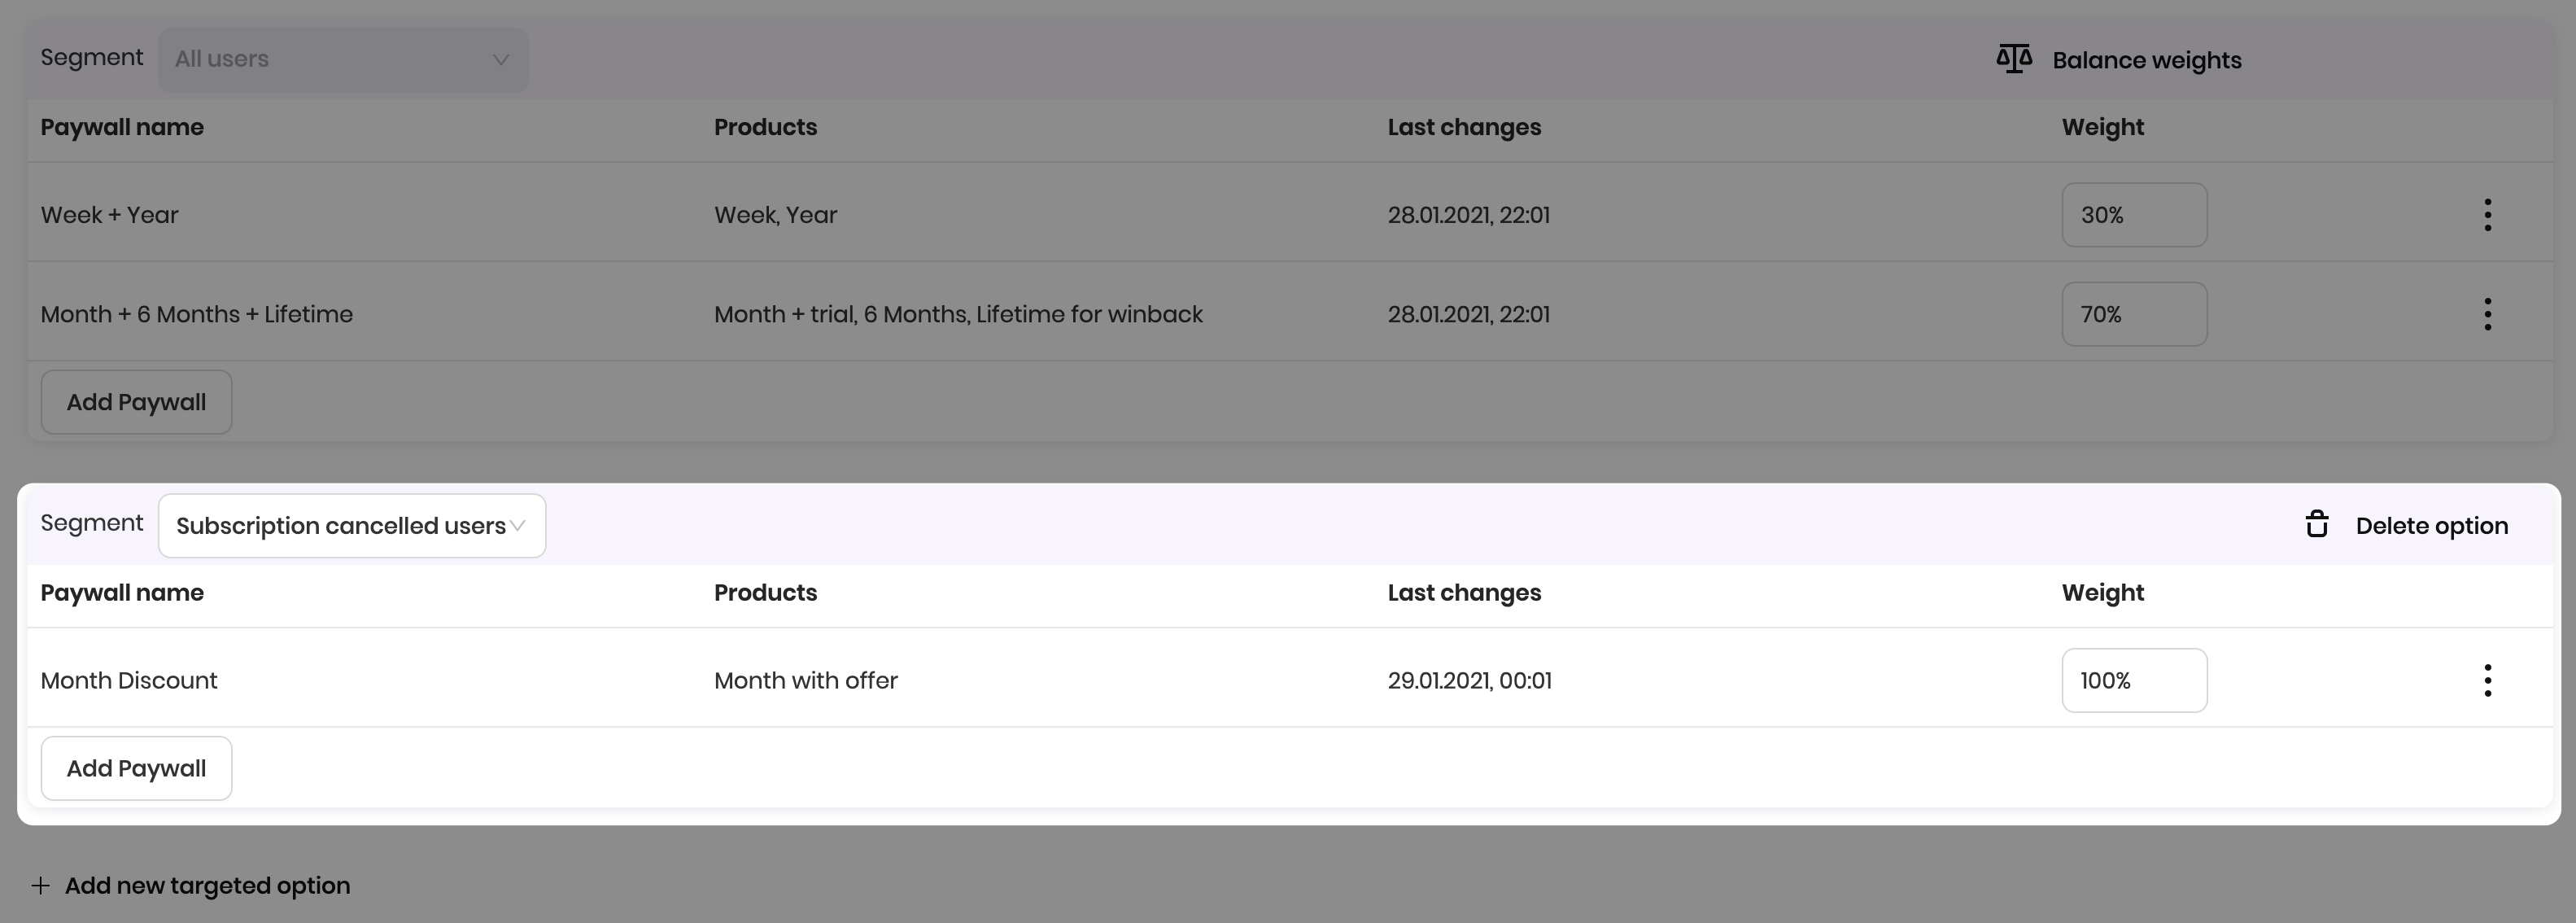 Segment All users Balance weights
Paywall name Products Last changes Weight
Week + Year Week, Year 28.01.2021, 22:01 30%
Month + 6 Months + Lifetime Month + trial, 6 Months, Lifetime for winback 28.01.2021, 22:01 70%
Add Paywall
Segment Subscription cancelled users Delete option
Paywall name Products Last changes Weight
Month Discount Month with offer 29.01.2021, 00:01 100%
Add Paywall
+ Add new targeted option